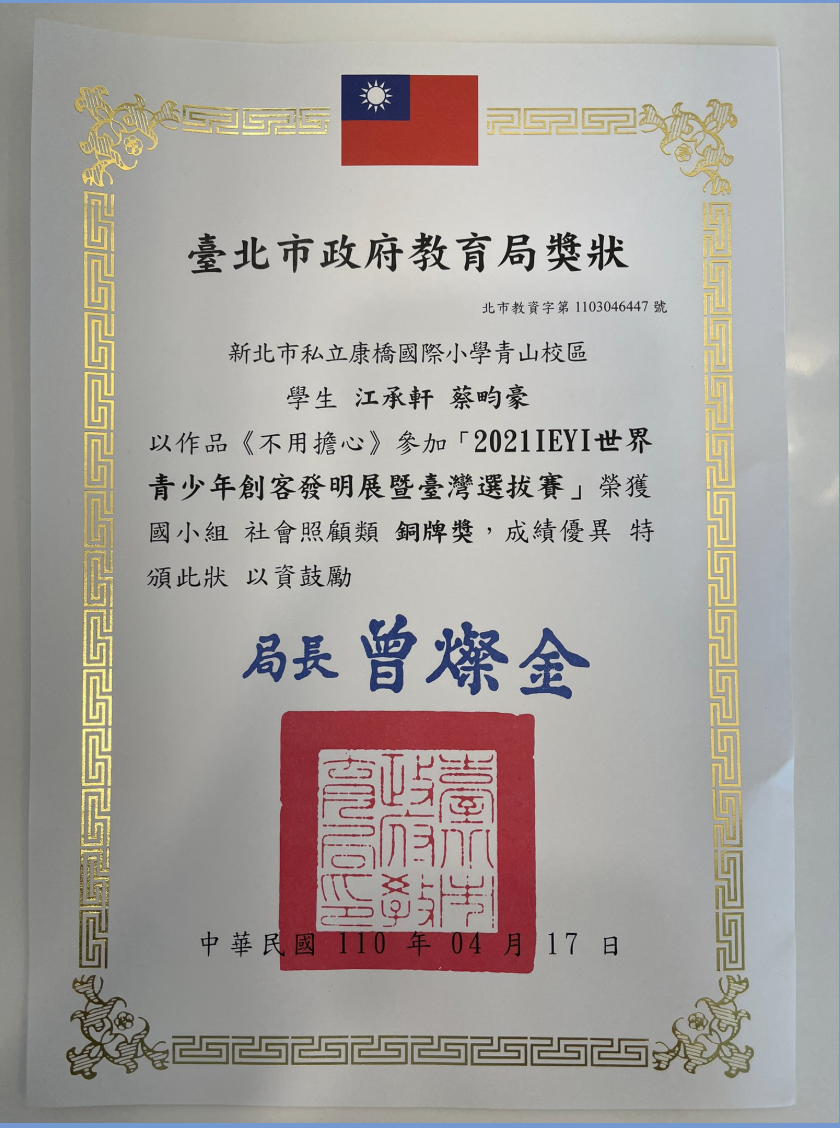 臺北市政府教育局獎狀
北市教資字第 1103046447 號
新北市私立康橋國際小學青山校區
學生 江承軒 蔡昀豪
以作品《不用擔心》參加「2021IEYI世界
青少年創客發明展暨臺灣選拔賽」榮獲
國小組 社會照顧類 銅牌獎,成績優異 特
頒此狀 以資鼓勵
局長 曾燦金
臺北市
政府教
育局印
中華民國 110 年 04 月 17 日